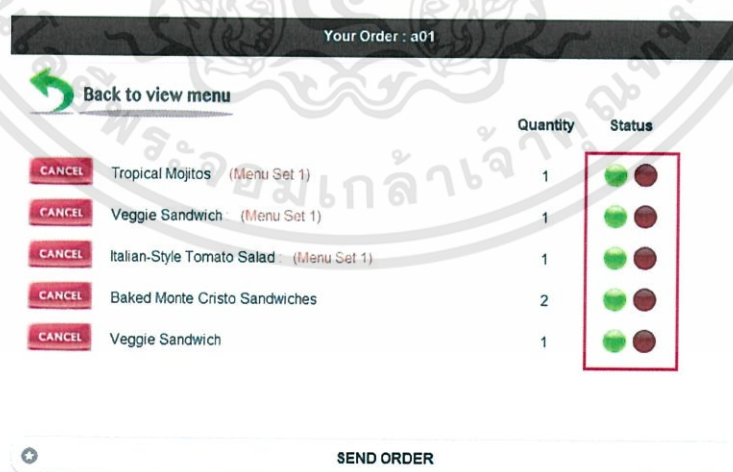 Your Order : a01
Back to view menu
Quantity Status
CANCEL Tropical Mojitos (Menu Set 1) 1
CANCEL Veggie Sandwich : (Menu Set 1) 1
CANCEL Italian-Style Tomato Salad : (Menu Set 1) 1
CANCEL Baked Monte Cristo Sandwiches 2
CANCEL Veggie Sandwich 1
SEND ORDER